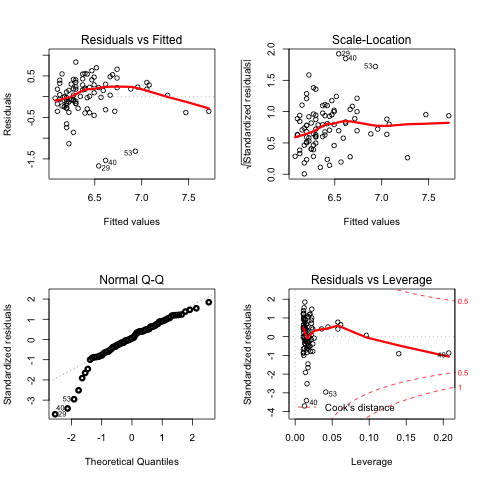 Residuals vs Fitted
Residuals
0.5
-0.5
-1.5
29
40
53
6.5 7.0 7.5
Fitted values
Scale-Location
√|Standardized residuals|
2.0
1.5
1.0
0.5
0.0
29
40
53
6.5 7.0 7.5
Fitted values
Normal Q-Q
Standardized residuals
2
1
0
-1
-2
-3
53
40
29
-2 -1 0 1 2
Theoretical Quantiles
Residuals vs Leverage
Standardized residuals
2
1
0
-1
-2
-3
-4
0.5
49
0.5
1
53
40
Cook's distance
0.00 0.05 0.10 0.15 0.20
Leverage